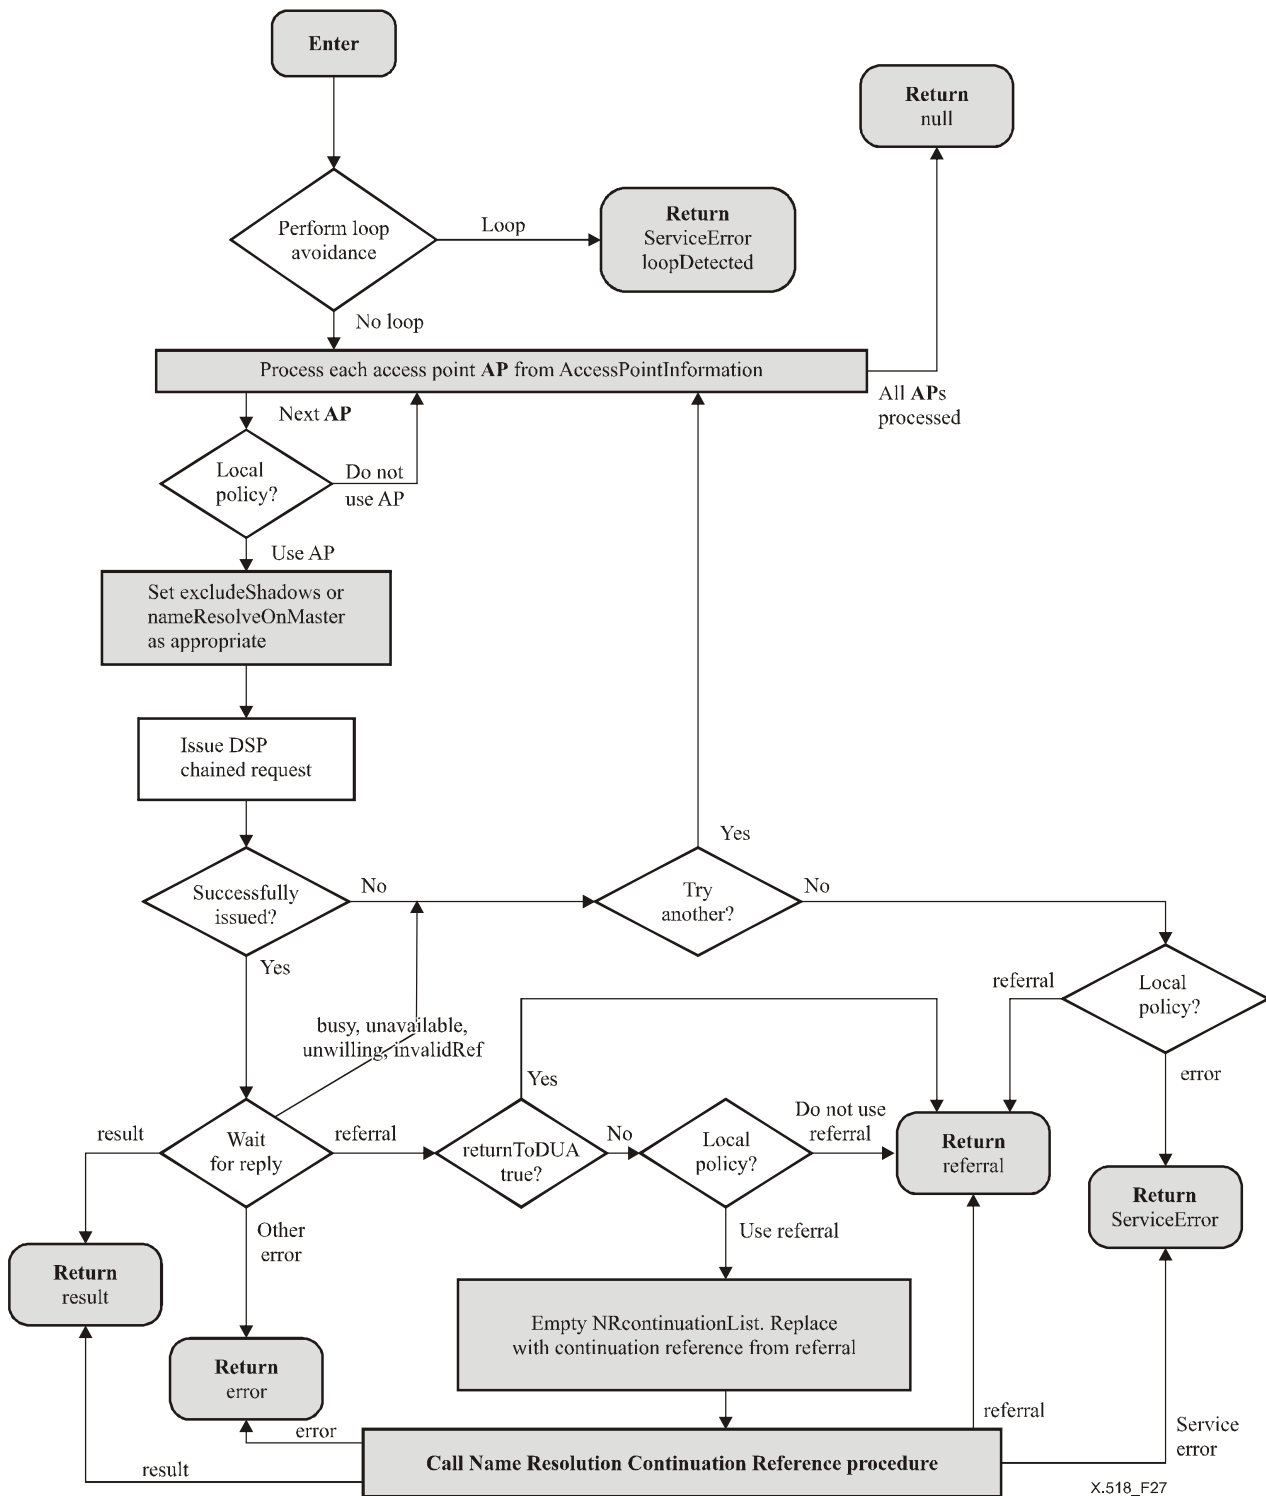 Enter
Return
null
Perform loop
avoidance
Loop
Return
ServiceError
loopDetected
No loop
Process each access point AP from AccessPointInformation
All APs
processed
Next AP
Local
policy?
Do not
use AP
Use AP
Set excludeShadows or
nameResolveOnMaster
as appropriate
Issue DSP
chained request
Yes
Successfully
issued?
No
Try
another?
No
Yes
referral
Local
policy?
busy, unavailable,
unwilling, invalidRef
Yes
error
result
Wait
for reply
referral
returnToDUA
true?
No
Local
policy?
Do not use
referral
Return
referral
Return
ServiceError
Other
error
Use referral
Return
result
Empty NRcontinuationList. Replace
with continuation reference from referral
Return
error
referral
Service
error
error
result
Call Name Resolution Continuation Reference procedure
X.518_F27